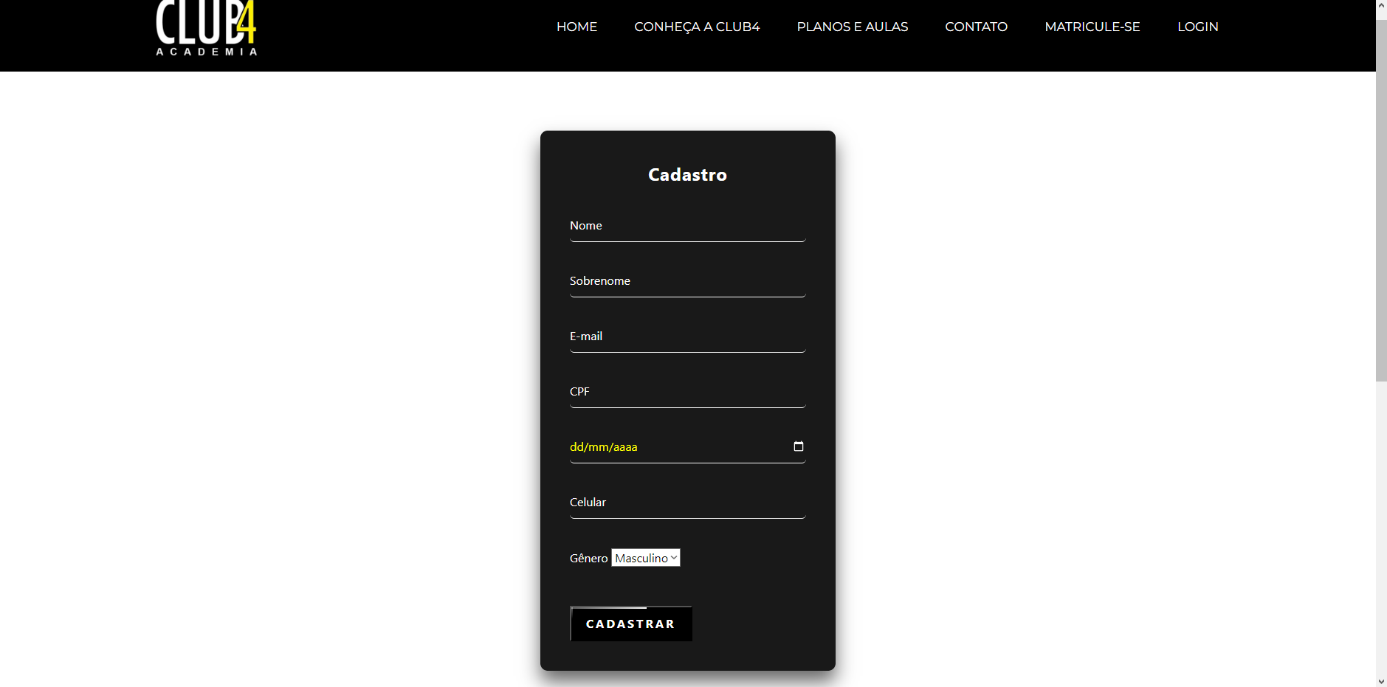 CLUB4
ACADEMIA
HOME CONHEÇA A CLUB4 PLANOS E AULAS CONTATO MATRICULE-SE LOGIN
Cadastro
Nome
Sobrenome
E-mail
CPF
dd/mm/aaaa
Celular
Gênero Masculino
CADASTRAR